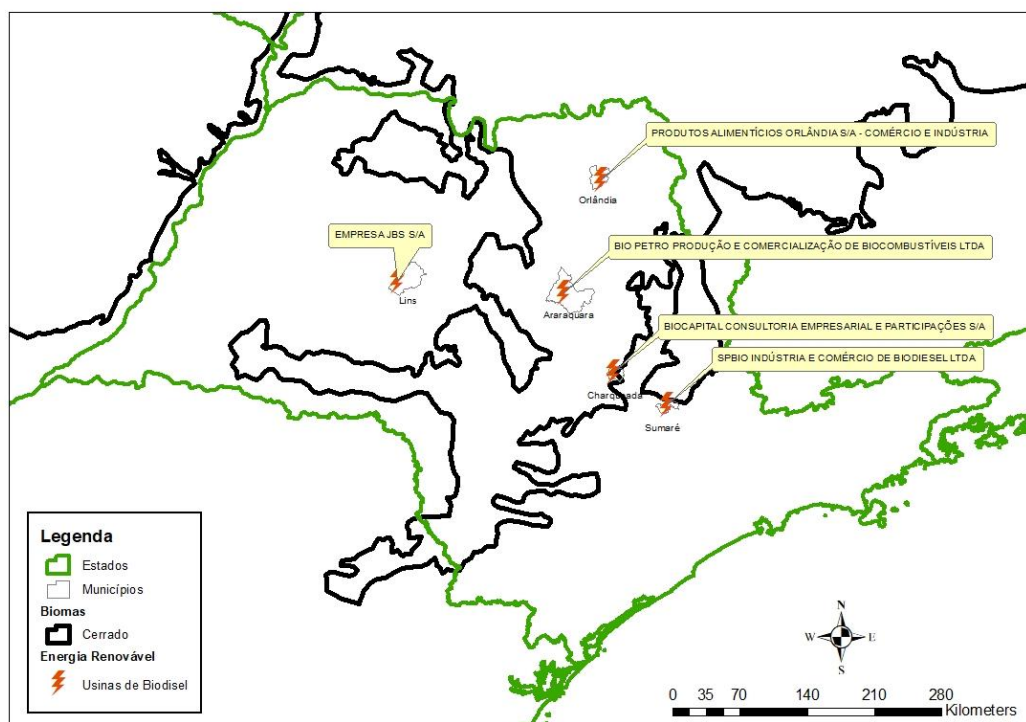 PRODUTOS ALIMENTÍCIOS ORLÂNDIA S/A - COMÉRCIO E INDÚSTRIA
Orlândia
EMPRESA JBS S/A
BIO PETRO PRODUÇÃO E COMERCIALIZAÇÃO DE BIOCOMBUSTÍVEIS LTDA
Lins
Araraquara
BIOCAPITAL CONSULTORIA EMPRESARIAL E PARTICIPAÇÕES S/A
SPBIO INDÚSTRIA E COMÉRCIO DE BIODIESEL LTDA
Charqueada
Sumaré
Legenda
Estados
Municípios
Biomas
Cerrado
Energia Renovável
Usinas de Biodisel
N
W E
S
0 35 70 140 210 280
Kilometers